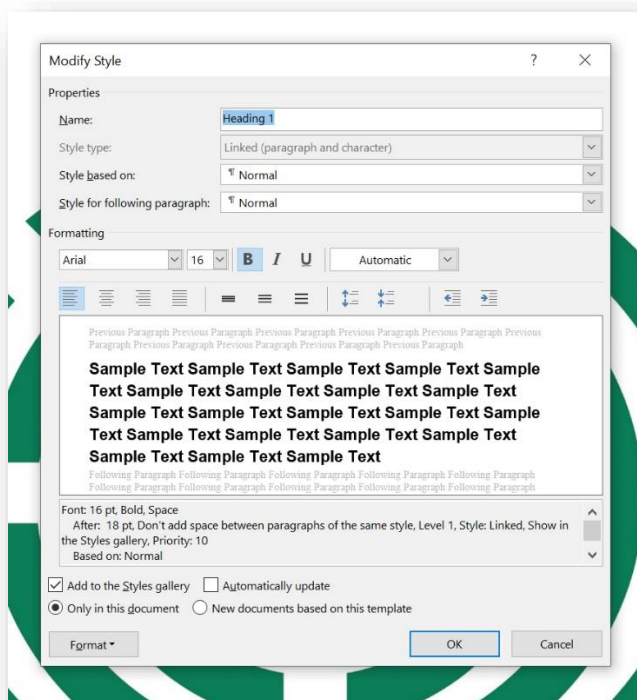 Modify Style
?
Properties
Name:
Heading 1
Style type:
Linked (paragraph and character)
Style based on:
¶ Normal
Style for following paragraph:
¶ Normal
Formatting
Arial 16 B I U Automatic
Previous Paragraph Previous Paragraph Previous Paragraph Previous Paragraph Previous Paragraph Previous
Paragraph Previous Paragraph Previous Paragraph Previous Paragraph Previous Paragraph
Sample Text Sample Text Sample Text Sample Text Sample
Text Sample Text Sample Text Sample Text Sample Text
Sample Text Sample Text Sample Text Sample Text Sample
Text Sample Text Sample Text Sample Text Sample Text
Sample Text Sample Text Sample Text
Following Paragraph Following Paragraph Following Paragraph Following Paragraph Following Paragraph
Following Paragraph Following Paragraph Following Paragraph Following Paragraph Following Paragraph
Font: 16 pt, Bold, Space
After: 18 pt, Don't add space between paragraphs of the same style, Level 1, Style: Linked, Show in
the Styles gallery, Priority: 10
Based on: Normal
Add to the Styles gallery Automatically update
Only in this document New documents based on this template
Format
OK
Cancel